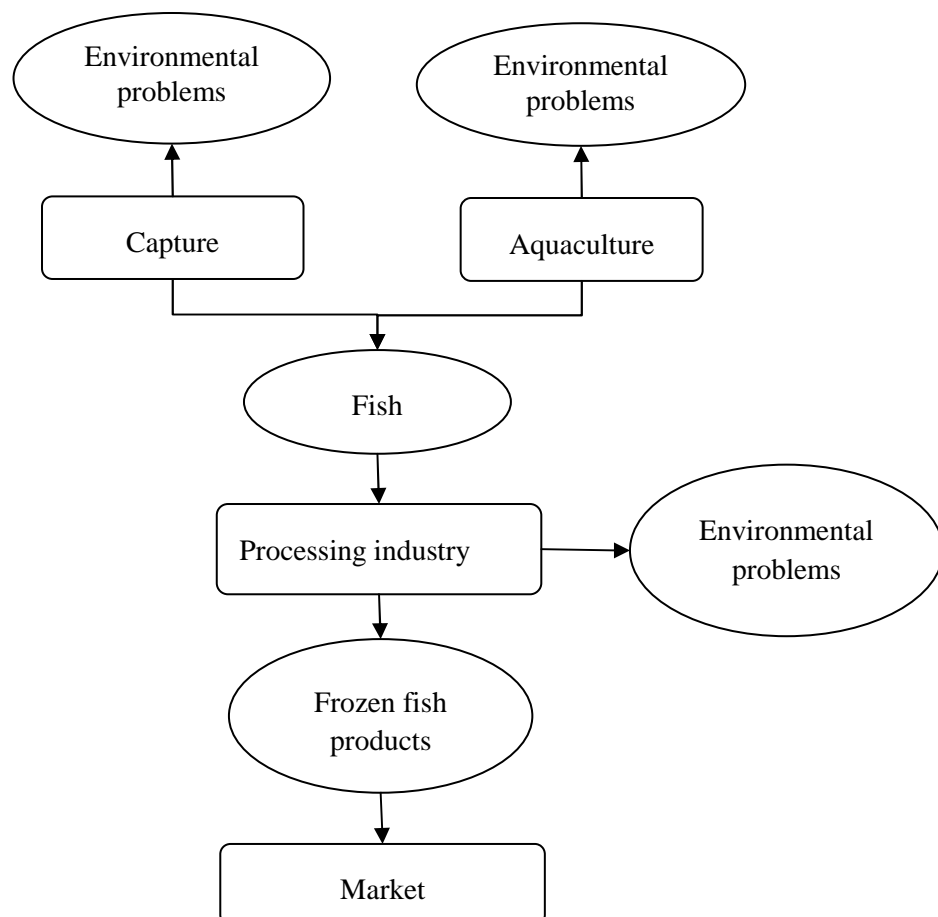 Environmental
problems
Environmental
problems
Capture
Aquaculture
Fish
Processing industry
Environmental
problems
Frozen fish
products
Market